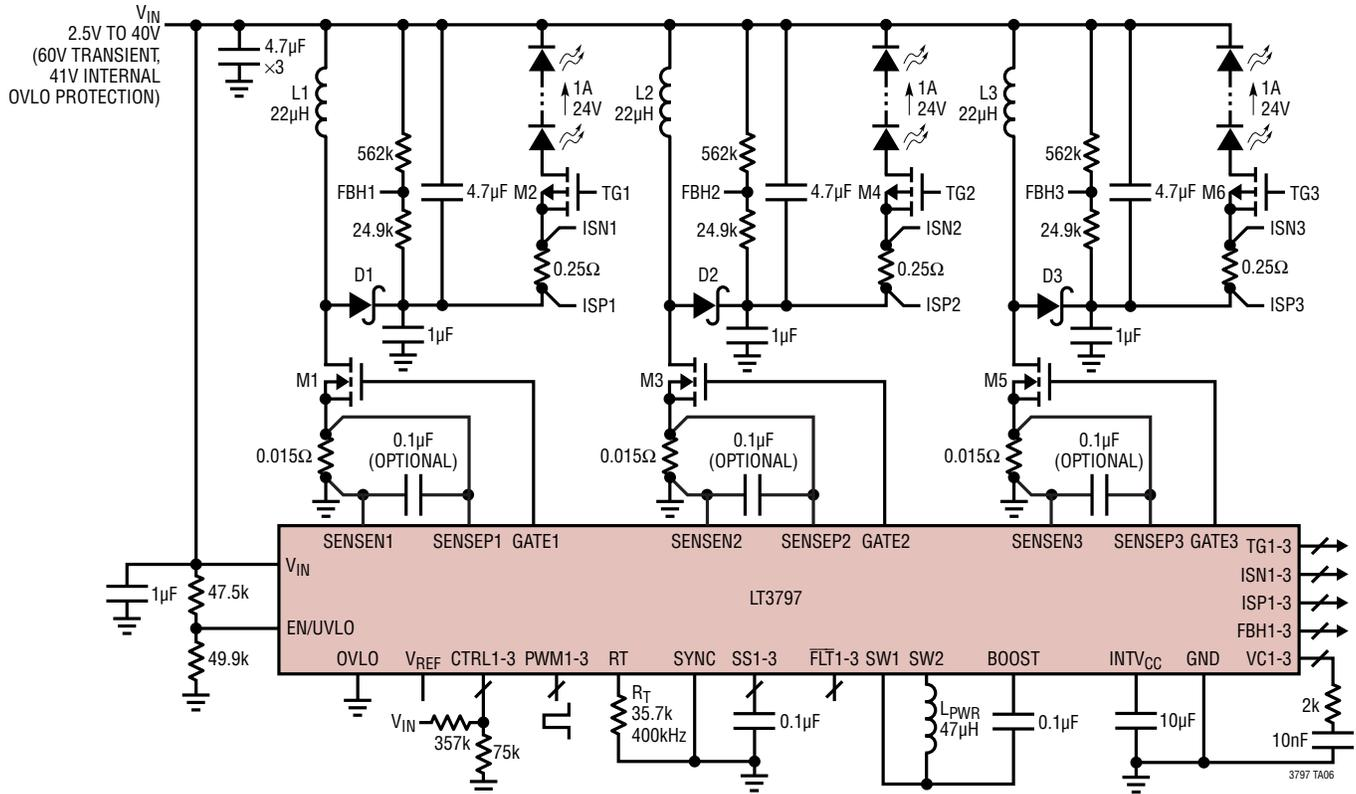 VIN
2.5V TO 40V
(60V TRANSIENT,
41V INTERNAL
OVLO PROTECTION)
4.7µF
×3
L1
22µH
562k
FBH1
24.9k
4.7µF
1A
24V
M2
TG1
ISN1
0.25Ω
ISP1
D1
1µF
M1
0.015Ω
0.1µF
(OPTIONAL)
L2
22µH
562k
FBH2
24.9k
4.7µF
1A
24V
M4
TG2
ISN2
0.25Ω
ISP2
D2
1µF
M3
0.015Ω
0.1µF
(OPTIONAL)
L3
22µH
562k
FBH3
24.9k
4.7µF
1A
24V
M6
TG3
ISN3
0.25Ω
ISP3
D3
1µF
M5
0.015Ω
0.1µF
(OPTIONAL)
SENSEN1 SENSEP1 GATE1 SENSEN2 SENSEP2 GATE2 SENSEN3 SENSEP3 GATE3
TG1-3
ISN1-3
ISP1-3
FBH1-3
VC1-3
VIN
EN/UVLO
LT3797
1µF
47.5k
49.9k
OVLO VREF CTRL1-3 PWM1-3 RT SYNC SS1-3 FLT1-3 SW1 SW2 BOOST INTVCC GND
VIN
357k
75k
RT
35.7k
400kHz
0.1µF
LPWR
47µH
0.1µF
10µF
2k
10nF
3797 TA06